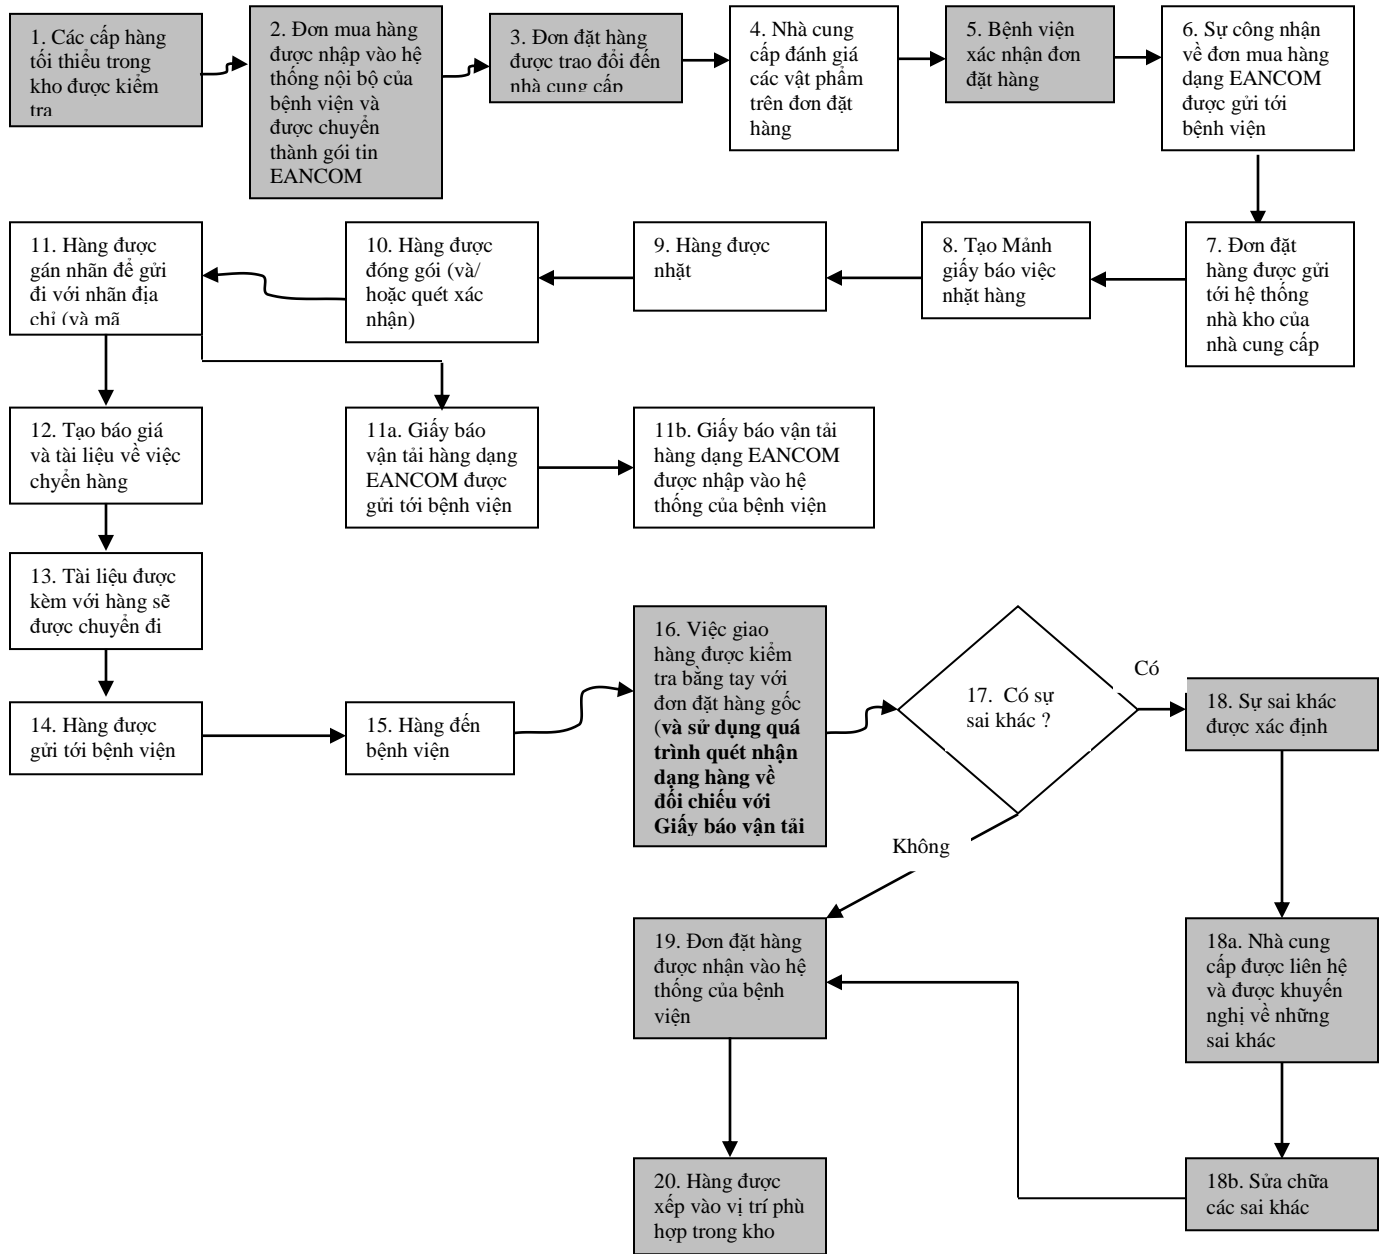 1. Các cấp hàng
tối thiểu trong
kho được kiểm
tra
2. Đơn mua hàng
được nhập vào hệ
thống nội bộ của
bệnh viện và
được chuyển
thành gói tin
EANCOM
3. Đơn đặt hàng
được trao đổi đến
nhà cung cấp
4. Nhà cung
cấp đánh giá
các vật phẩm
trên đơn đặt
hàng
5. Bệnh viện
xác nhận đơn
đặt hàng
6. Sự công nhận
về đơn mua hàng
dạng EANCOM
được gửi tới
bệnh viện
11. Hàng được
gán nhãn để gửi
đi với nhãn địa
chỉ (và mã
10. Hàng được
đóng gói (và/
hoặc quét xác
nhận)
9. Hàng được
nhặt
8. Tạo Mảnh
giấy báo việc
nhặt hàng
7. Đơn đặt
hàng được gửi
tới hệ thống
nhà kho của
nhà cung cấp
12. Tạo báo giá
và tài liệu về việc
chyển hàng
11a. Giấy báo
vận tải hàng dạng
EANCOM được
gửi tới bệnh viện
11b. Giấy báo vận tải
hàng dạng EANCOM
được nhập vào hệ
thống của bệnh viện
13. Tài liệu được
kèm với hàng sẽ
được chuyển đi
14. Hàng được
gửi tới bệnh viện
15. Hàng đến
bệnh viện
16. Việc giao
hàng được kiểm
tra bằng tay với
đơn đặt hàng gốc
(và sử dụng quá
trình quét nhận
dạng hàng về
đối chiếu với
Giấy báo vận tải
17. Có sự
sai khác ?
Có
18. Sự sai khác
được xác định
Không
19. Đơn đặt hàng
được nhận vào hệ
thống của bệnh
viện
18a. Nhà cung
cấp được liên hệ
và được khuyến
nghị về những
sai khác
20. Hàng được
xếp vào vị trí phù
hợp trong kho
18b. Sửa chữa
các sai khác